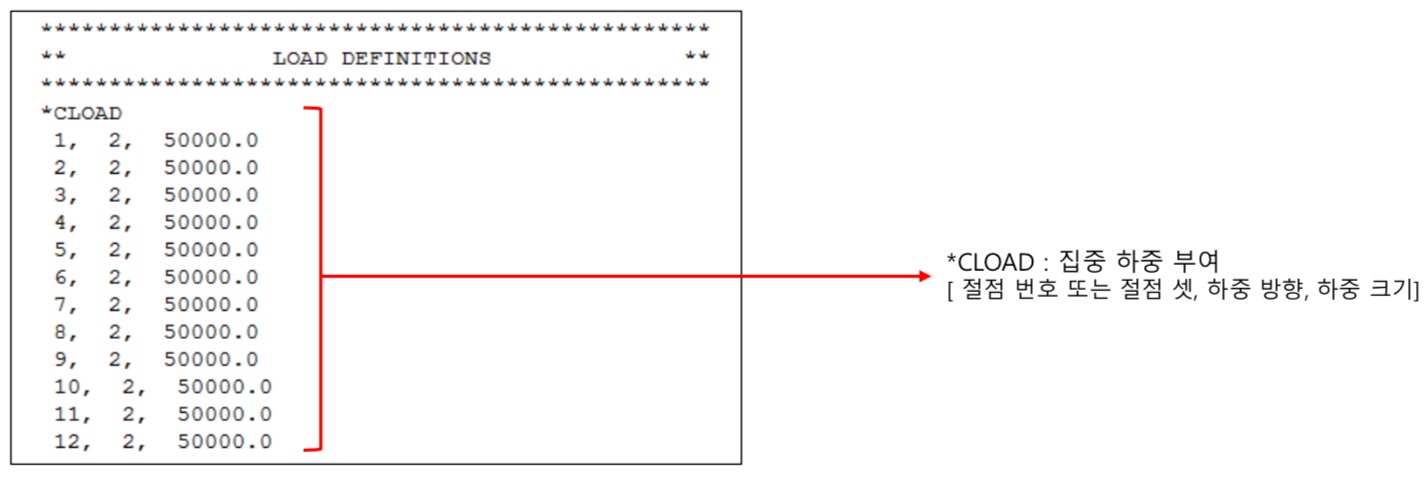 *************************************************
** LOAD DEFINITIONS **
*************************************************
*CLOAD
1, 2, 50000.0
2, 2, 50000.0
3, 2, 50000.0
4, 2, 50000.0
5, 2, 50000.0
6, 2, 50000.0
7, 2, 50000.0
8, 2, 50000.0
9, 2, 50000.0
10, 2, 50000.0
11, 2, 50000.0
12, 2, 50000.0
*CLOAD : 집중 하중 부여
[ 절점 번호 또는 절점 셋, 하중 방향, 하중 크기]